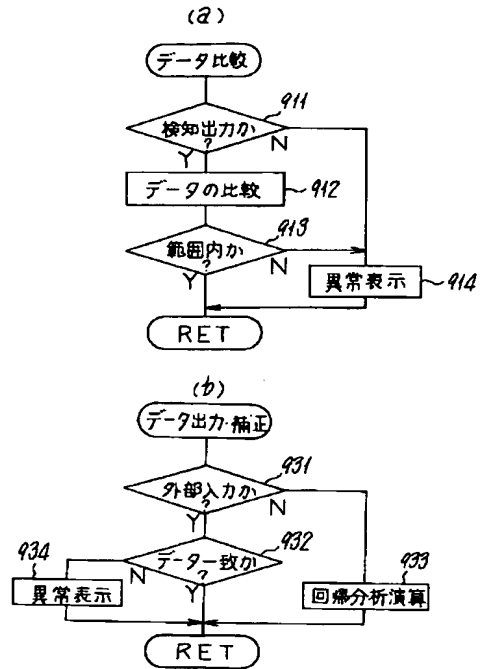 (a)
データ比較
911
検知出力か
?
Y
N
データの比較
912
913
範囲内か
?
N
Y
異常表示
914
RET
(b)
データ出力・補正
931
外部入力か
?
N
Y
932
934
データ一致か
933
N
?
異常表示
Y
回帰分析演算
RET